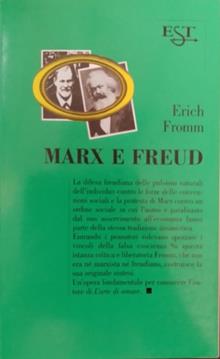 EST
Erich
Fromm
MARX E FREUD
La difesa freudiana delle pulsioni naturali
dell'individuo contro le forze delle conven-
zioni sociali e la protesta di Marx contro un
ordine sociale in cui l'uomo è paralizzato
dal suo asservimento all'economia fanno
parte della stessa tradizione umanistica.
Entrambi i pensatori volevano spezzare i
vincoli della falsa coscienza. Su questa
istanza critica e liberatoria Fromm, che non
era né marxista né freudiano, costruisce la
sua originale sintesi.
Un'opera fondamentale per conoscere l'au-
tore di L'arte di amare.